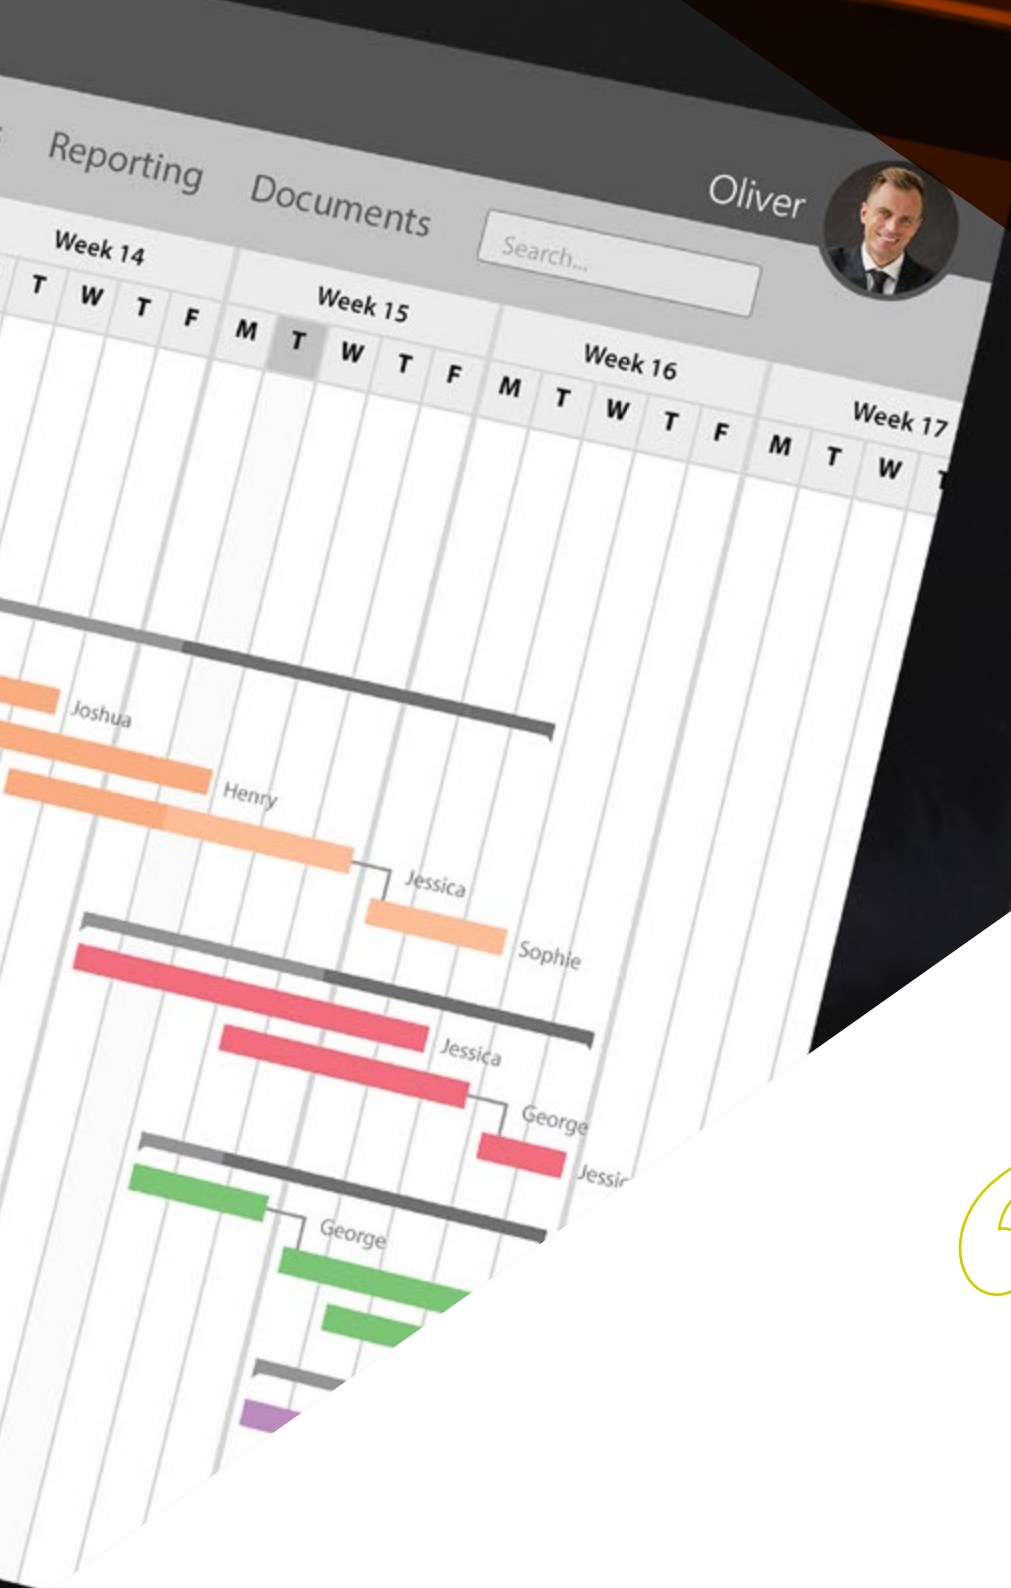 Oliver
Reporting Documents Search...
Week 14 Week 15 Week 16 Week 17
T W T F M T W T F M T W T F M T W T
Joshua
Henry
Jessica
Sophie
Jessica
George
Jessic
George